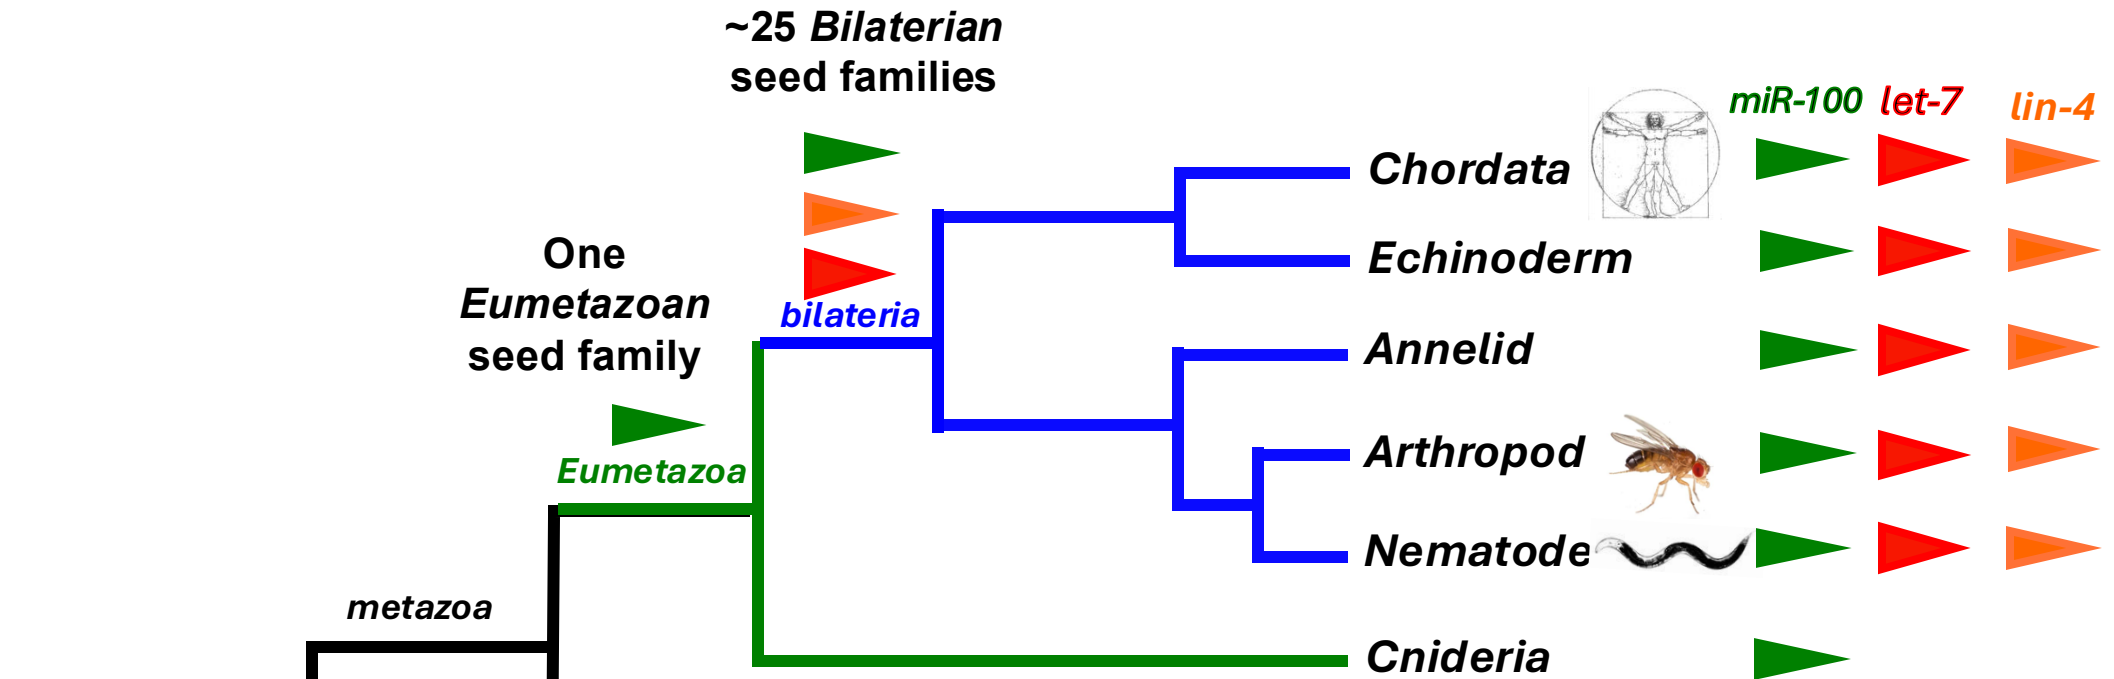 ~25 Bilaterian
seed families
miR-100 let-7 lin-4
Chordata
One
Eumetazoan
seed family
Echinoderm
bilateria
Annelid
Eumetazoa
Arthropod
Nematode
metazoa
Cnideria